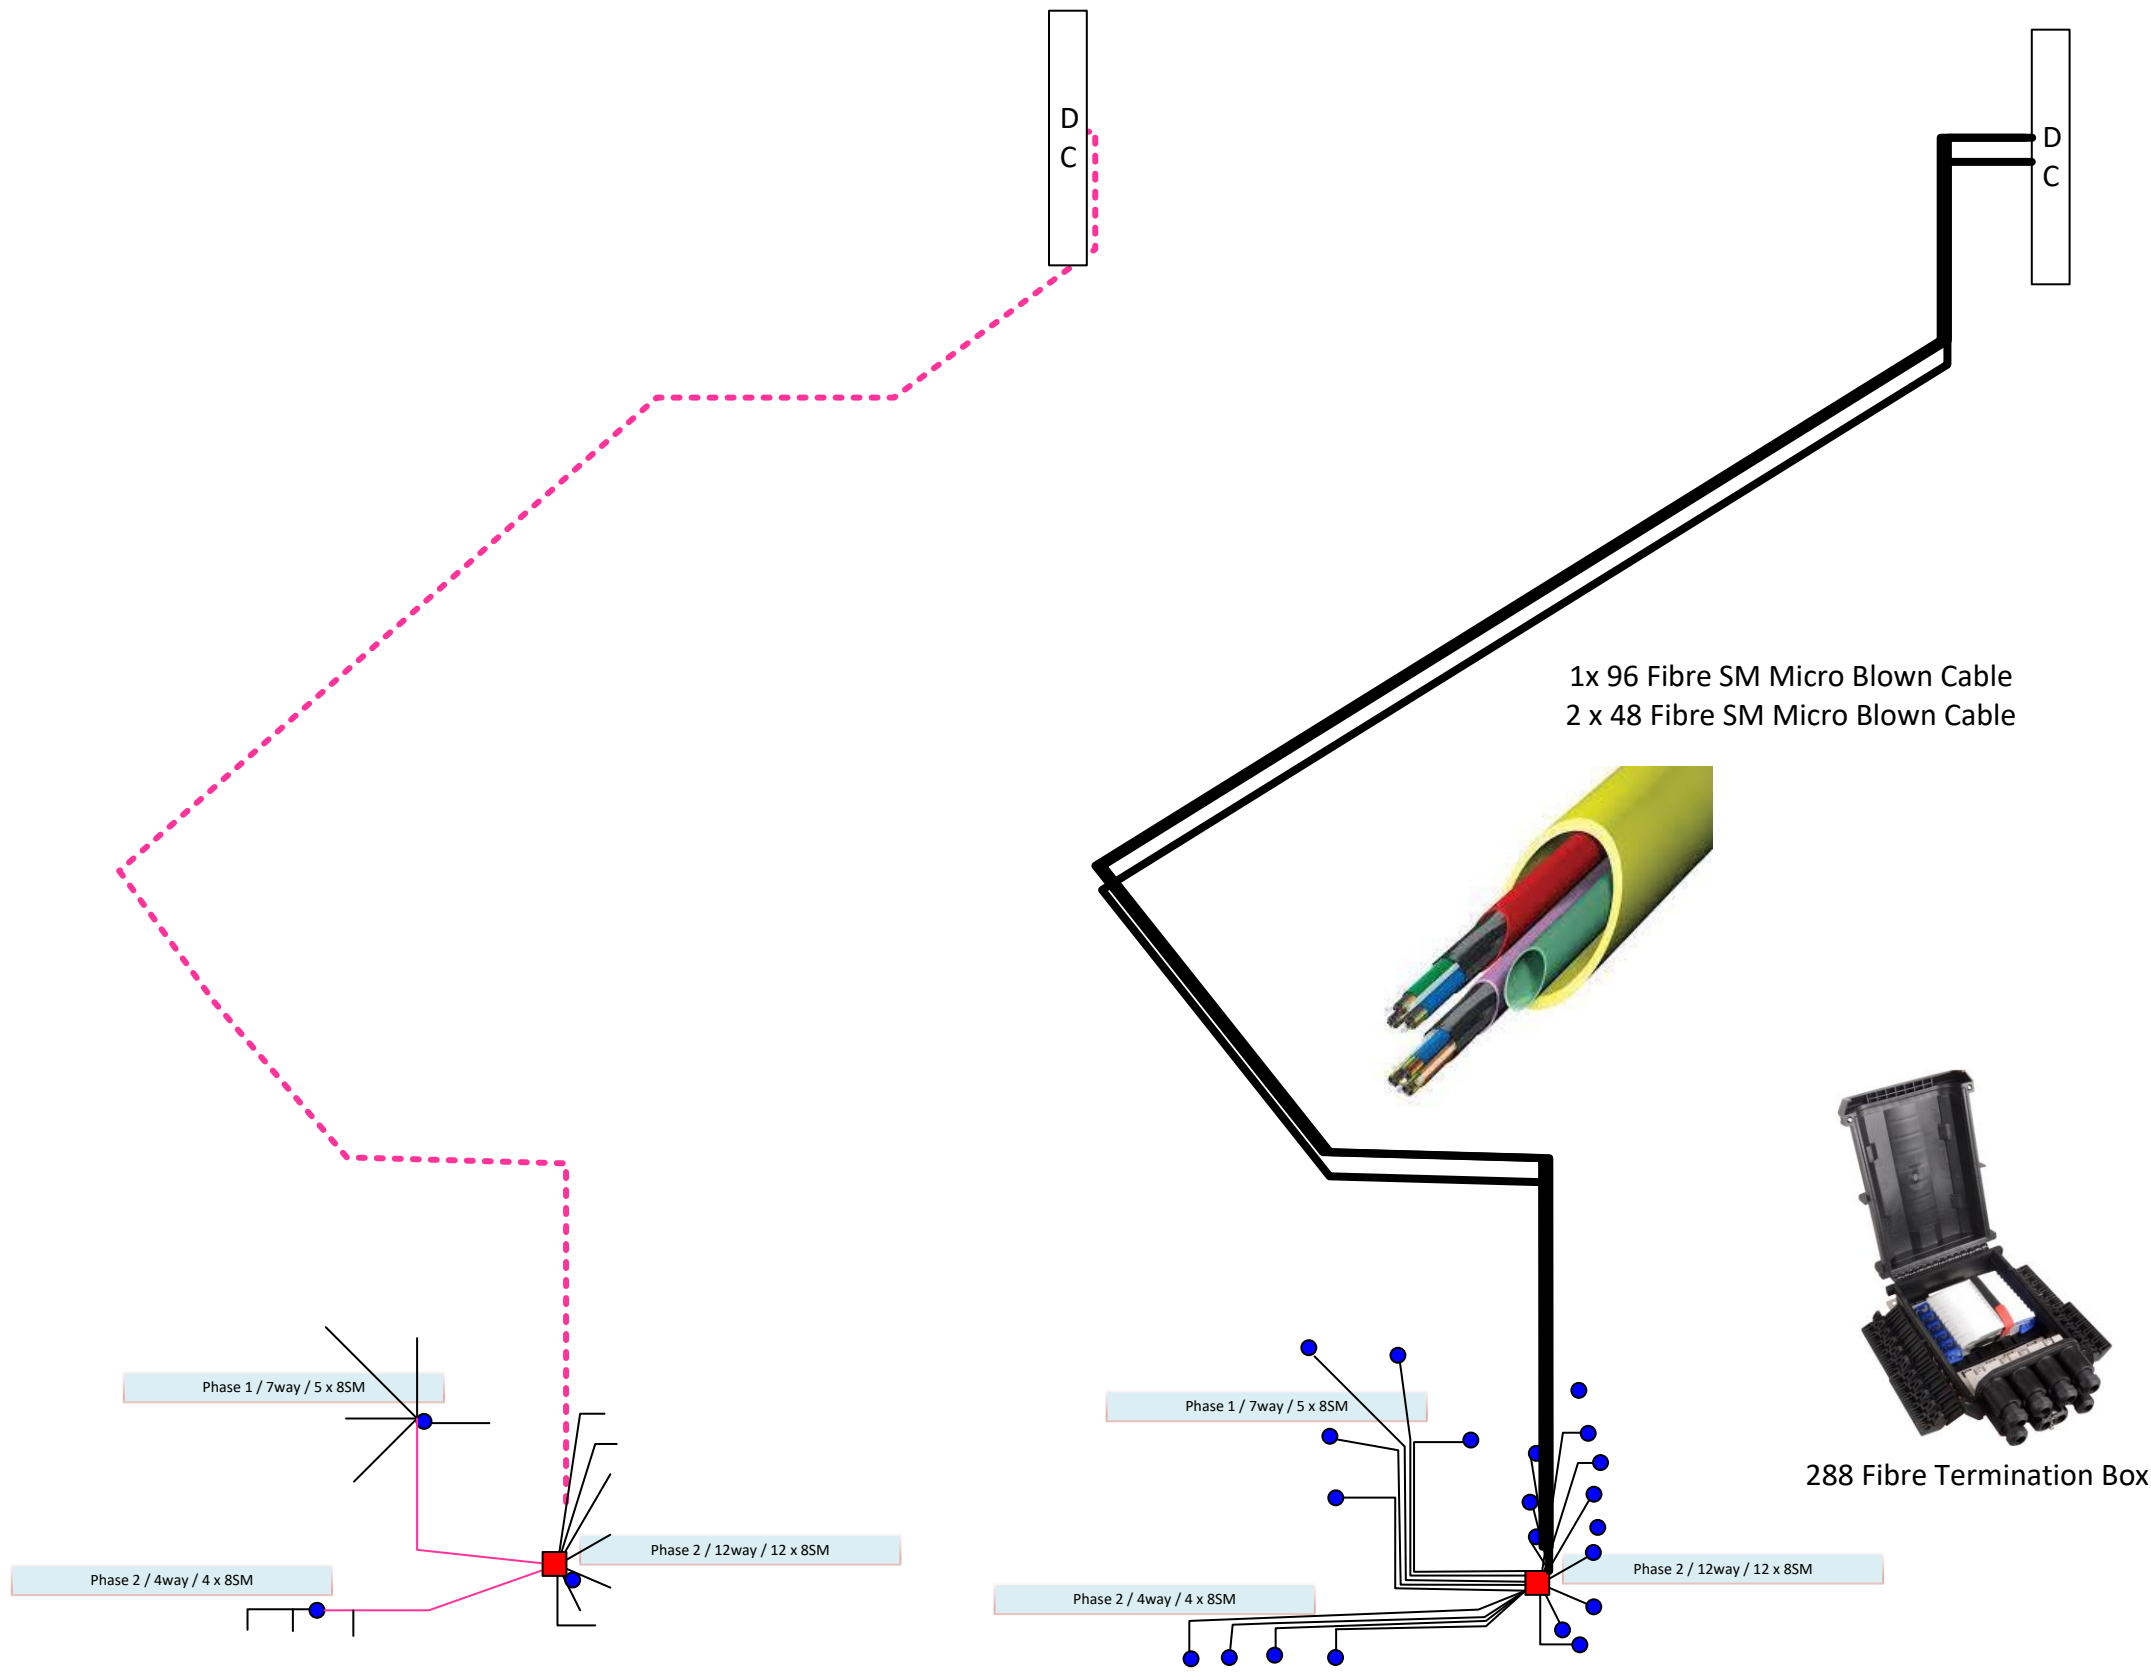 D
C
D
C
1x 96 Fibre SM Micro Blown Cable
2 x 48 Fibre SM Micro Blown Cable
Phase 1 / 7way / 5 x 8SM
Phase 1 / 7way / 5 x 8SM
288 Fibre Termination Box
Phase 2 / 12way / 12 x 8SM
Phase 2 / 12way / 12 x 8SM
Phase 2 / 4way / 4 x 8SM
Phase 2 / 4way / 4 x 8SM